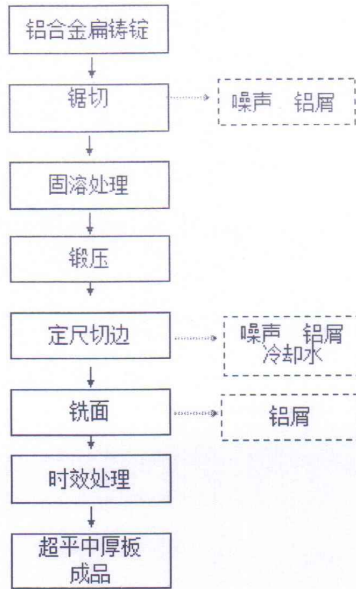 铝合金扁铸锭
锯切
噪声 铝屑
固溶处理
锻压
定尺切边
噪声 铝屑
冷却水
铣面
铝屑
时效处理
超平中厚板
成品